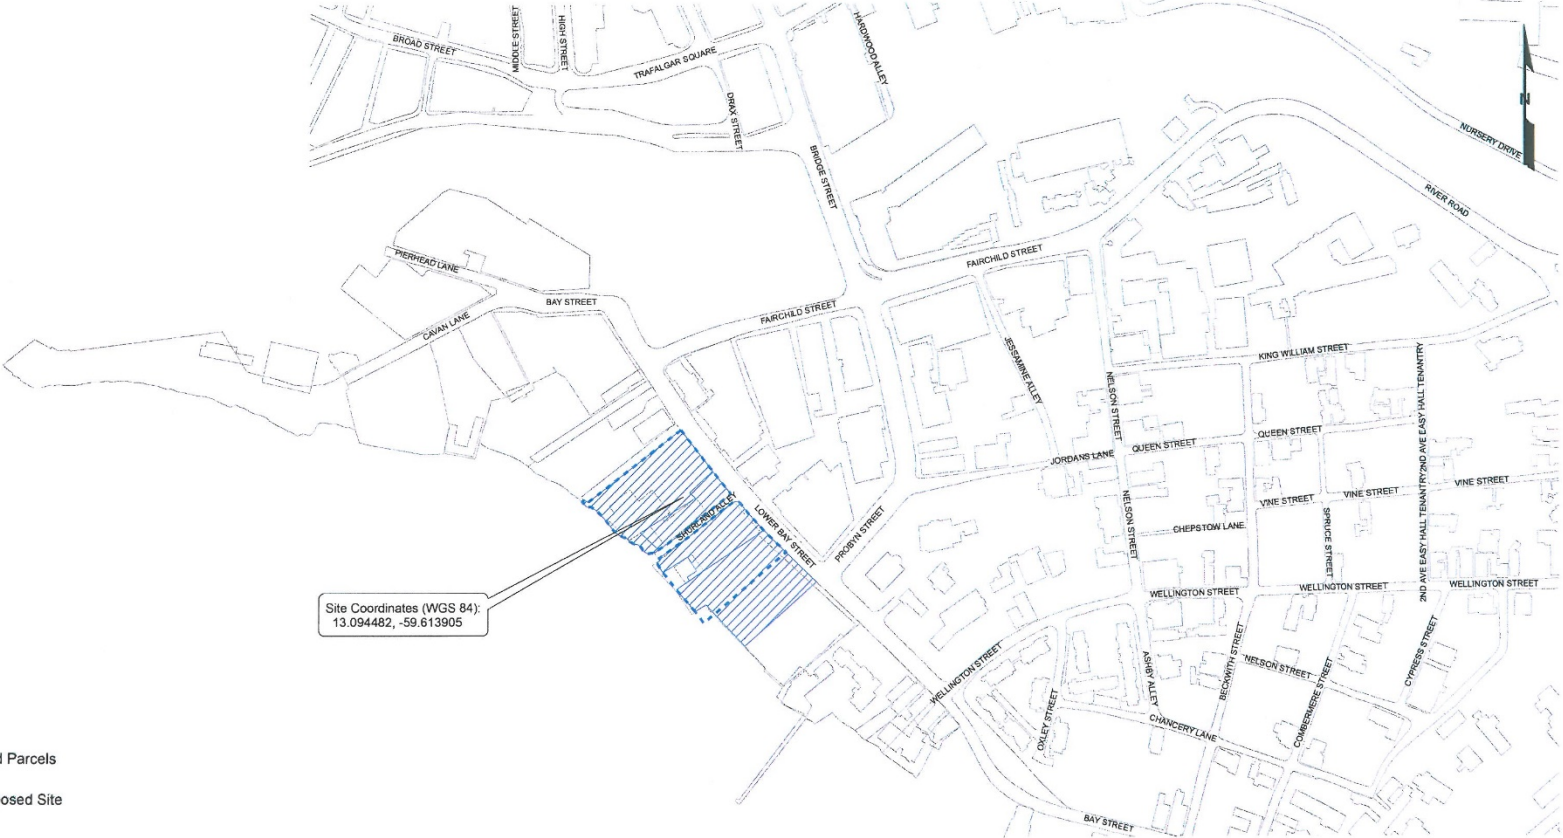 BROAD STREET
MIDDLE STREET
HIGH STREET
TRAFALGAR SQUARE
DRAX STREET
HARDWOOD ALLEY
BRIDGE STREET
N
NURSERY DRIVE
RIVER ROAD
PIERHEAD LANE
BAY STREET
CAVAN LANE
FAIRCHILD STREET
FAIRCHILD STREET
JESSAMINE ALLEY
KING WILLIAM STREET
NELSON STREET
QUEEN STREET
QUEEN STREET
JORDANS LANE
2ND AVE EASY HALL TENANTRY
2ND AVE EASY HALL TENANTRY
VINE STREET
VINE STREET
VINE STREET
NELSON STREET
CHEPSTOW LANE
SPRUCE STREET
SHURLAND ALLEY
LOWER BAY STREET
PROBYN STREET
WELLINGTON STREET
WELLINGTON STREET
WELLINGTON STREET
Site Coordinates (WGS 84):
13.094482, -59.613905
WELLINGTON STREET
ASHBY ALLEY
BECKWITH STREET
NELSON STREET
COMBERMERE STREET
CYPRESS STREET
OXLEY STREET
CHANCERY LANE
BAY STREET
d Parcels
osed Site